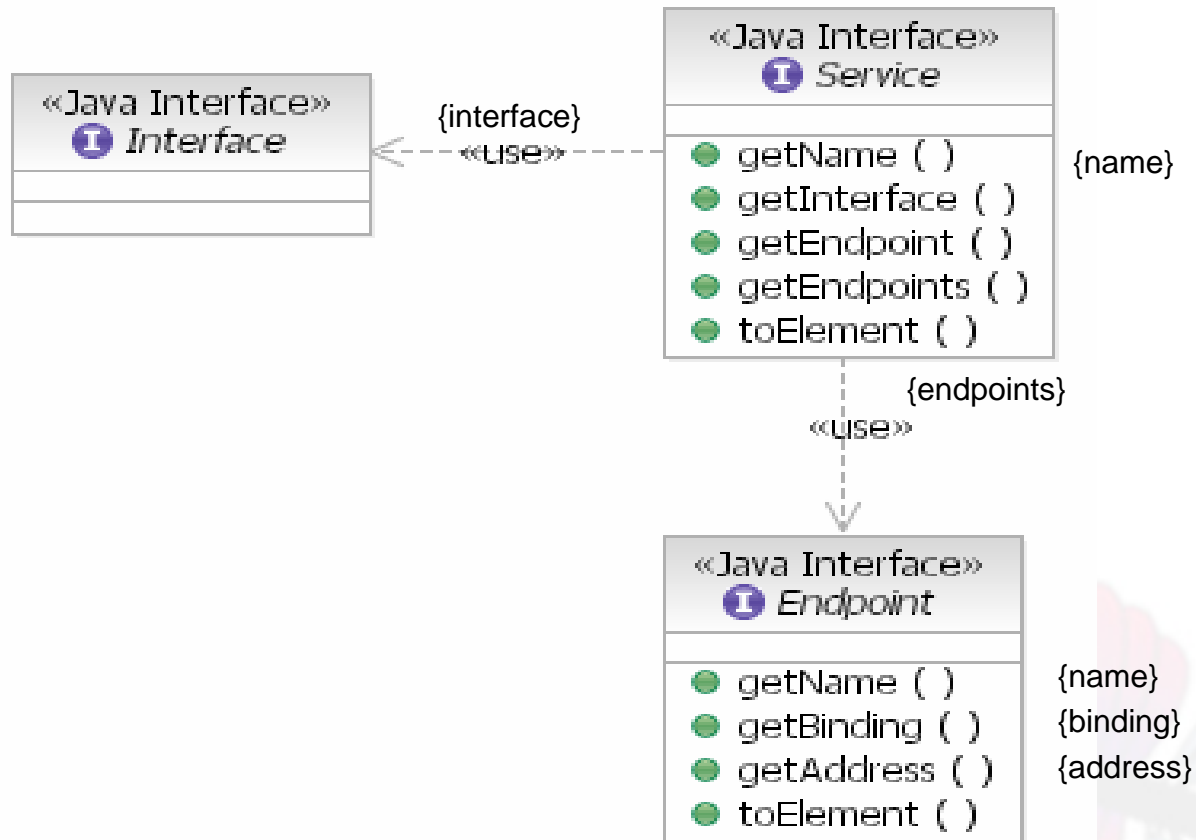 «Java Interface»
I Service
getName ( )
{name}
getInterface ( )
getEndpoint ( )
getEndpoints ( )
toElement ( )
«Java Interface»
I Interface
{interface}
«use»
{endpoints}
«use»
«Java Interface»
I Endpoint
getName ( )
{name}
getBinding ( )
{binding}
getAddress ( )
{address}
toElement ( )